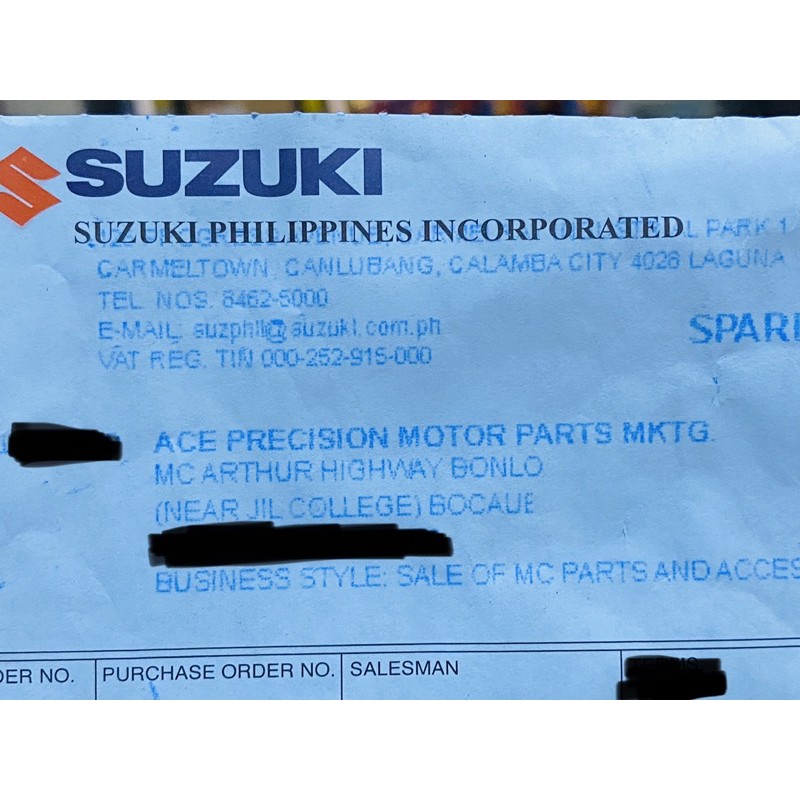 SUZUKI
SUZUKI PHILIPPINES INCORPORATED
PARK 1
CARMELTOWN, CANLUBANG, CALAMBA CITY 4028 LAGUNA
TEL. NOS. 8462-5000
E-MAIL: suzphil@suzuki.com.ph
VAT REG. TIN 000-252-915-000
SPAR
ACE PRECISION MOTOR PARTS MKTG.
MC ARTHUR HIGHWAY BONLO
(NEAR JIL COLLEGE) BOCAUE
BUSINESS STYLE: SALE OF MC PARTS AND ACCES
DER NO.
PURCHASE ORDER NO.
SALESMAN